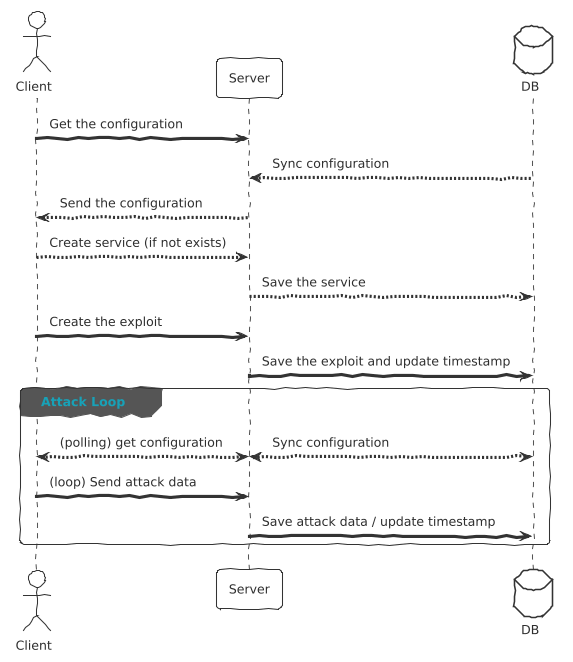 Client
Server
DB
Get the configuration
Sync configuration
Send the configuration
Create service (if not exists)
Save the service
Create the exploit
Save the exploit and update timestamp
Attack Loop
(polling) get configuration
Sync configuration
(loop) Send attack data
Save attack data / update timestamp
Client
Server
DB